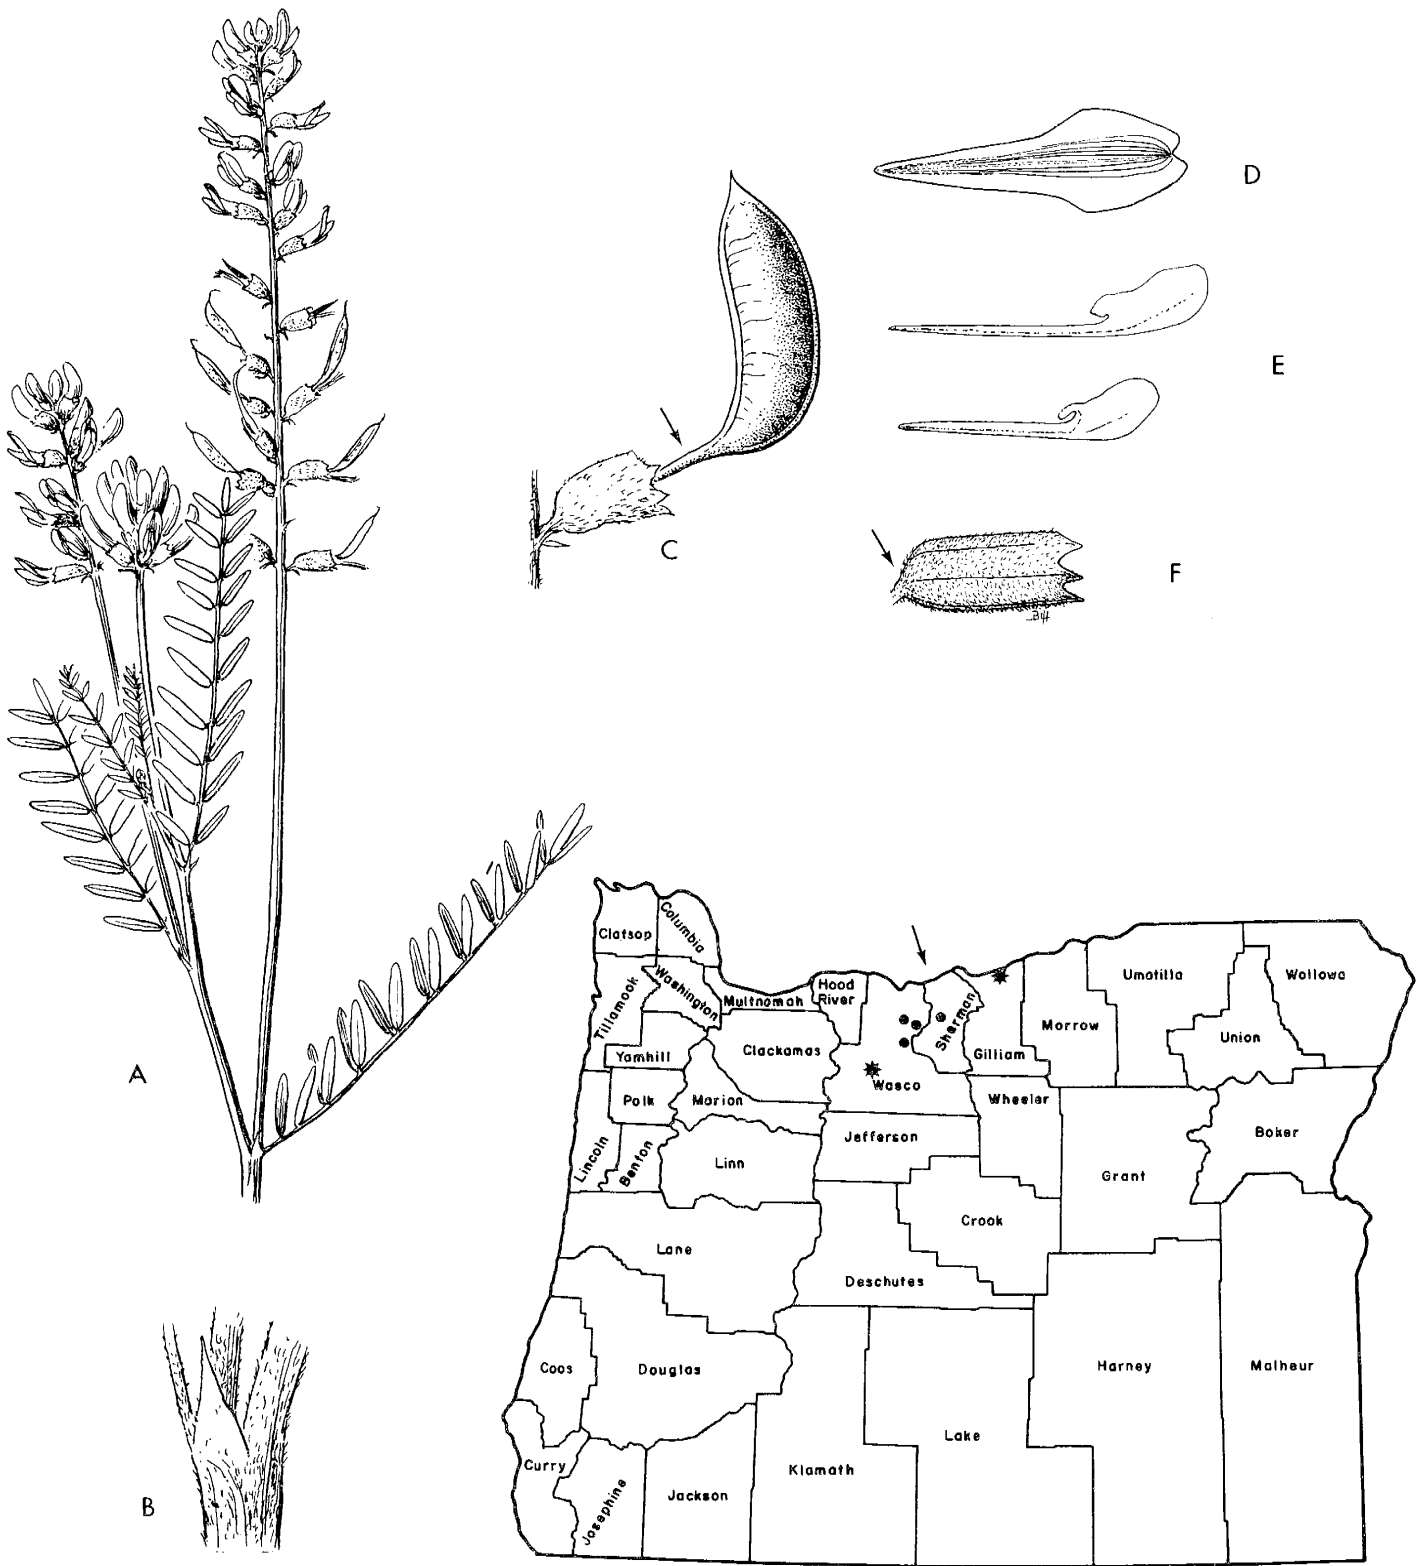 D
E
C
F
A
B
Clatsop
Columbia
Tillamook
Washington
Multnomah
Hood
River
Sherman
Gilliam
Morrow
Umatilla
Union
Wallowa
Yamhill
Clackamas
Wasco
Wheeler
Polk
Marion
Jefferson
Grant
Baker
Lincoln
Benton
Linn
Crook
Lane
Deschutes
Coos
Douglas
Harney
Malheur
Curry
Josephine
Jackson
Klamath
Lake